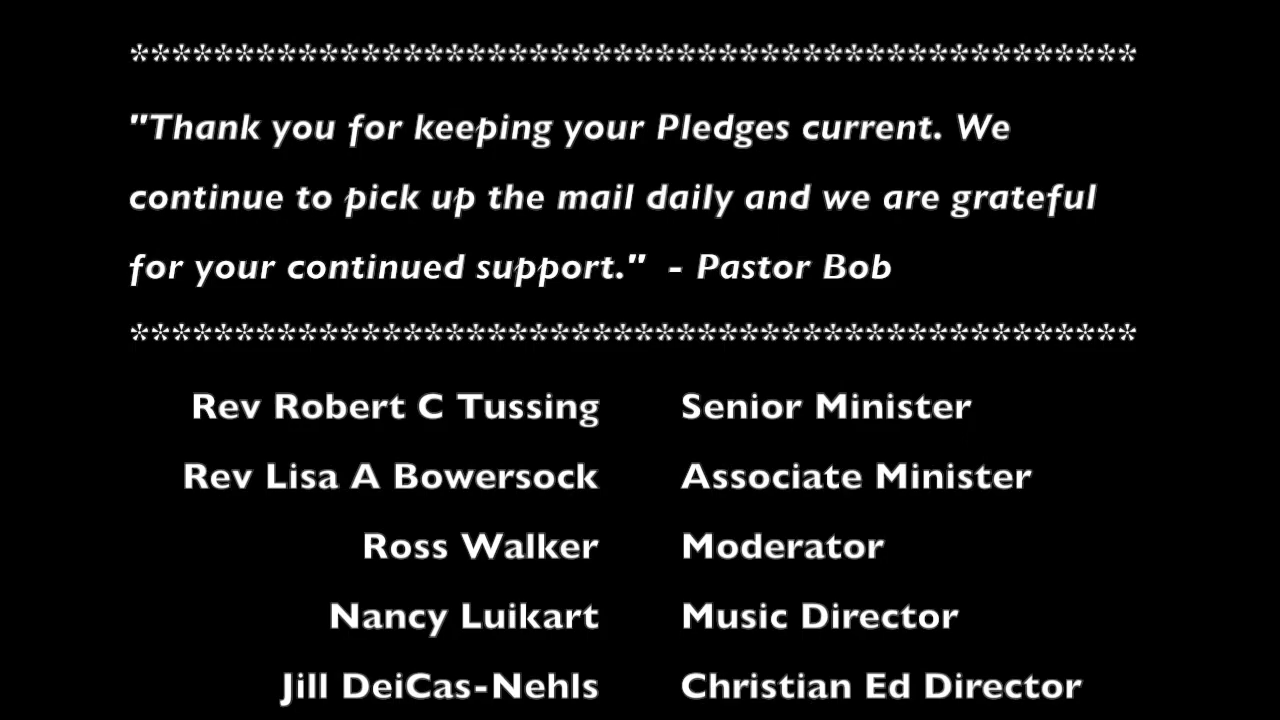 ************************************************
"Thank you for keeping your Pledges current. We
continue to pick up the mail daily and we are grateful
for your continued support."  - Pastor Bob
************************************************
Rev Robert C Tussing Senior Minister
Rev Lisa A Bowersock Associate Minister
Ross Walker Moderator
Nancy Luikart Music Director
Jill DeiCas-Nehls Christian Ed Director